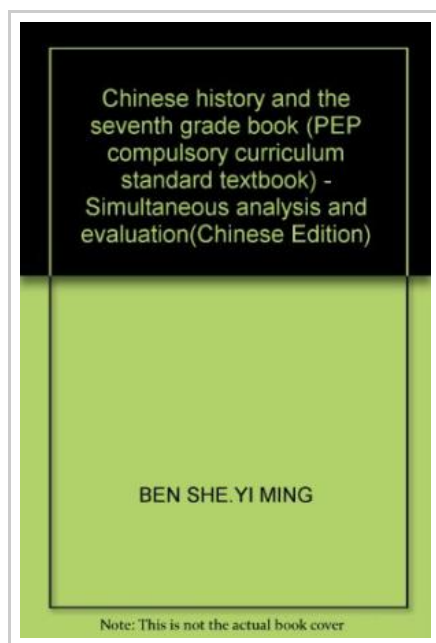 Chinese history and the
seventh grade book (PEP
compulsory curriculum
standard textbook) -
Simultaneous analysis and
evaluation(Chinese Edition)
BEN SHE.YI MING
Note: This is not the actual book cover